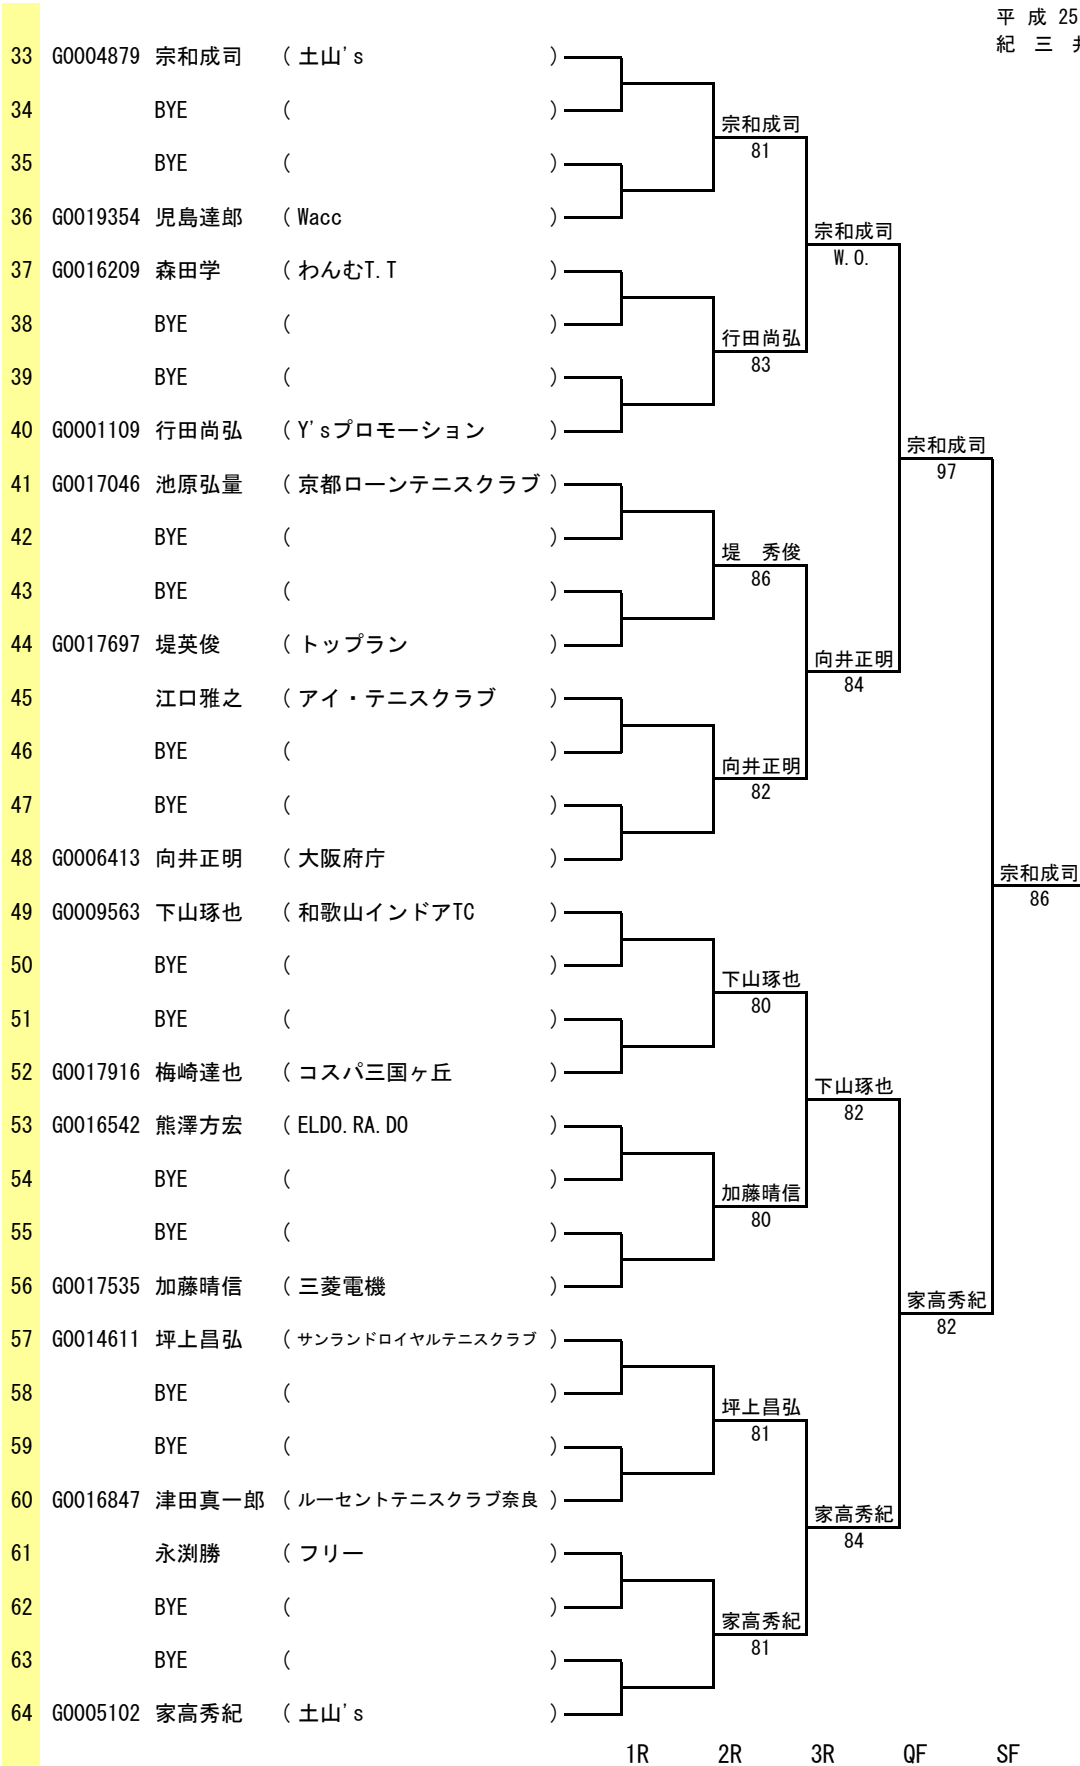 平 成 25
紀 三 井
33 G0004879 宗和成司 ( 土山's )
34 BYE ( )
宗和成司
81
35 BYE ( )
36 G0019354 児島達郎 ( Wacc )
宗和成司
W.O.
37 G0016209 森田学 ( わんむT.T )
38 BYE ( )
行田尚弘
83
39 BYE ( )
40 G0001109 行田尚弘 ( Y'sプロモーション )
宗和成司
97
41 G0017046 池原弘量 ( 京都ローンテニスクラブ )
42 BYE ( )
堤 秀俊
86
43 BYE ( )
44 G0017697 堤英俊 ( トップラン )
向井正明
84
45 江口雅之 ( アイ・テニスクラブ )
46 BYE ( )
向井正明
82
47 BYE ( )
48 G0006413 向井正明 ( 大阪府庁 )
宗和成司
86
49 G0009563 下山琢也 ( 和歌山インドアTC )
50 BYE ( )
下山琢也
80
51 BYE ( )
52 G0017916 梅崎達也 ( コスパ三国ヶ丘 )
下山琢也
82
53 G0016542 熊澤方宏 ( ELDO.RA.DO )
54 BYE ( )
加藤晴信
80
55 BYE ( )
56 G0017535 加藤晴信 ( 三菱電機 )
家高秀紀
82
57 G0014611 坪上昌弘 ( サンランドロイヤルテニスクラブ )
58 BYE ( )
坪上昌弘
81
59 BYE ( )
60 G0016847 津田真一郎 ( ルーセントテニスクラブ奈良 )
家高秀紀
84
61 永渕勝 ( フリー )
62 BYE ( )
家高秀紀
81
63 BYE ( )
64 G0005102 家高秀紀 ( 土山's )
1R 2R 3R QF SF